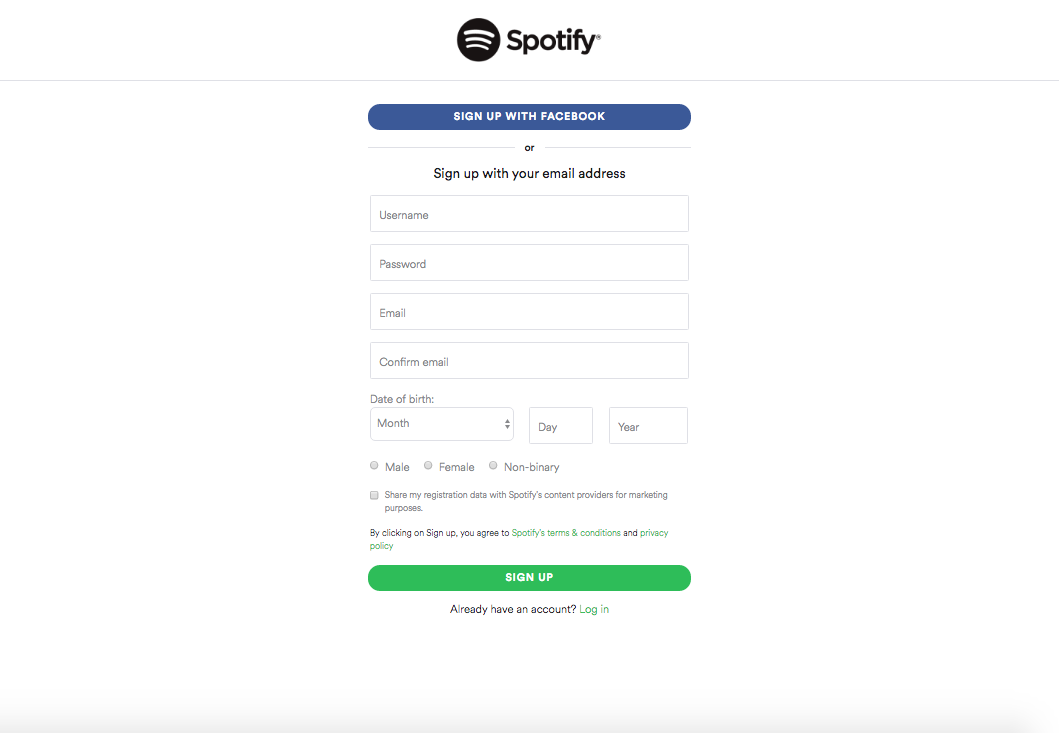 Spotify®
SIGN UP WITH FACEBOOK
or
Sign up with your email address
Username
Password
Email
Confirm email
Date of birth:
Month Day Year
Male Female Non-binary
Share my registration data with Spotify's content providers for marketing
purposes.
By clicking on Sign up, you agree to Spotify's terms & conditions and privacy
policy
SIGN UP
Already have an account? Log in